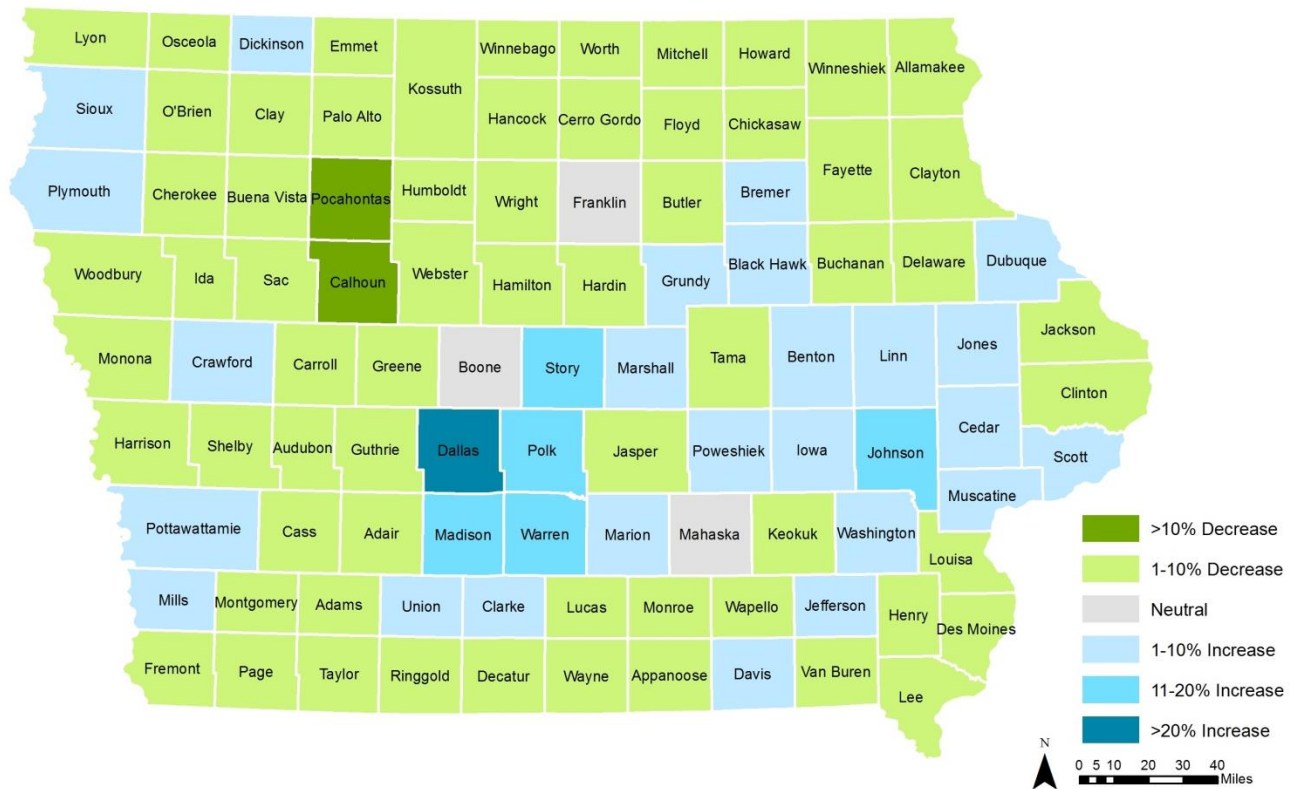 Lyon
Osceola
Dickinson
Emmet
Kossuth
Winnebago
Worth
Mitchell
Howard
Winneshiek
Allamakee
Sioux
O'Brien
Clay
Palo Alto
Hancock
Cerro Gordo
Floyd
Chickasaw
Plymouth
Cherokee
Buena Vista
Pocahontas
Humboldt
Wright
Franklin
Butler
Bremer
Fayette
Clayton
Woodbury
Ida
Sac
Calhoun
Webster
Hamilton
Hardin
Grundy
Black Hawk
Buchanan
Delaware
Dubuque
Monona
Crawford
Carroll
Greene
Boone
Story
Marshall
Tama
Benton
Linn
Jones
Jackson
Clinton
Harrison
Shelby
Audubon
Guthrie
Dallas
Polk
Jasper
Poweshiek
Iowa
Johnson
Cedar
Scott
Muscatine
Pottawattamie
Cass
Adair
Madison
Warren
Marion
Mahaska
Keokuk
Washington
Louisa
Mills
Montgomery
Adams
Union
Clarke
Lucas
Monroe
Wapello
Jefferson
Henry
Des Moines
Fremont
Page
Taylor
Ringgold
Decatur
Wayne
Appanoose
Davis
Van Buren
Lee
>10% Decrease
1-10% Decrease
Neutral
1-10% Increase
11-20% Increase
>20% Increase
N
0 5 10 20 30 40
Miles